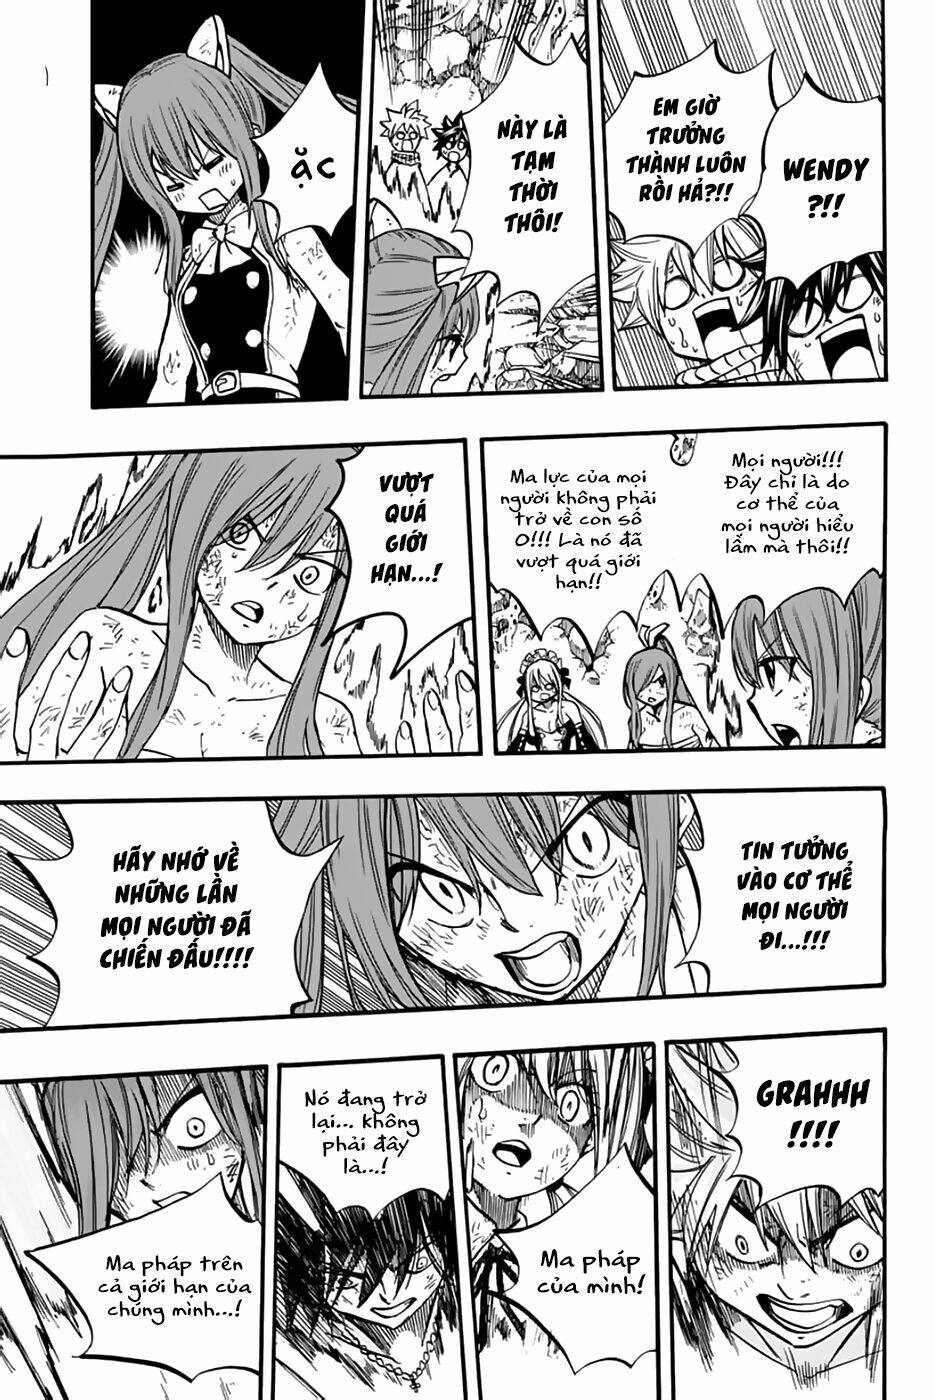 WENDY
?!!
EM GIỜ
TRƯỞNG
THÀNH LUÔN
RỒI HẢ?!!
NÀY LÀ
TẠM
THỜI
THÔI!
ẶC
Mọi người!!!
Đây chỉ là do
cơ thể của
mọi người hiểu
lầm mà thôi!!
Ma lực của mọi
người không phải
trở về con số
0!!! Là nó đã
vượt quá giới
hạn!!
VƯỢT
QUÁ
GIỚI
HẠN...!
TIN TƯỞNG
VÀO CƠ THỂ
MỌI NGƯỜI
ĐI...!!!
HÃY NHỚ VỀ
NHỮNG LẦN
MỌI NGƯỜI ĐÃ
CHIẾN ĐẤU!!!!
GRAHHH
!!!!
Ma pháp
của mình!
Nó đang trở
lại... không
phải đây
là...!
Ma pháp trên
cả giới hạn của
chúng mình...!